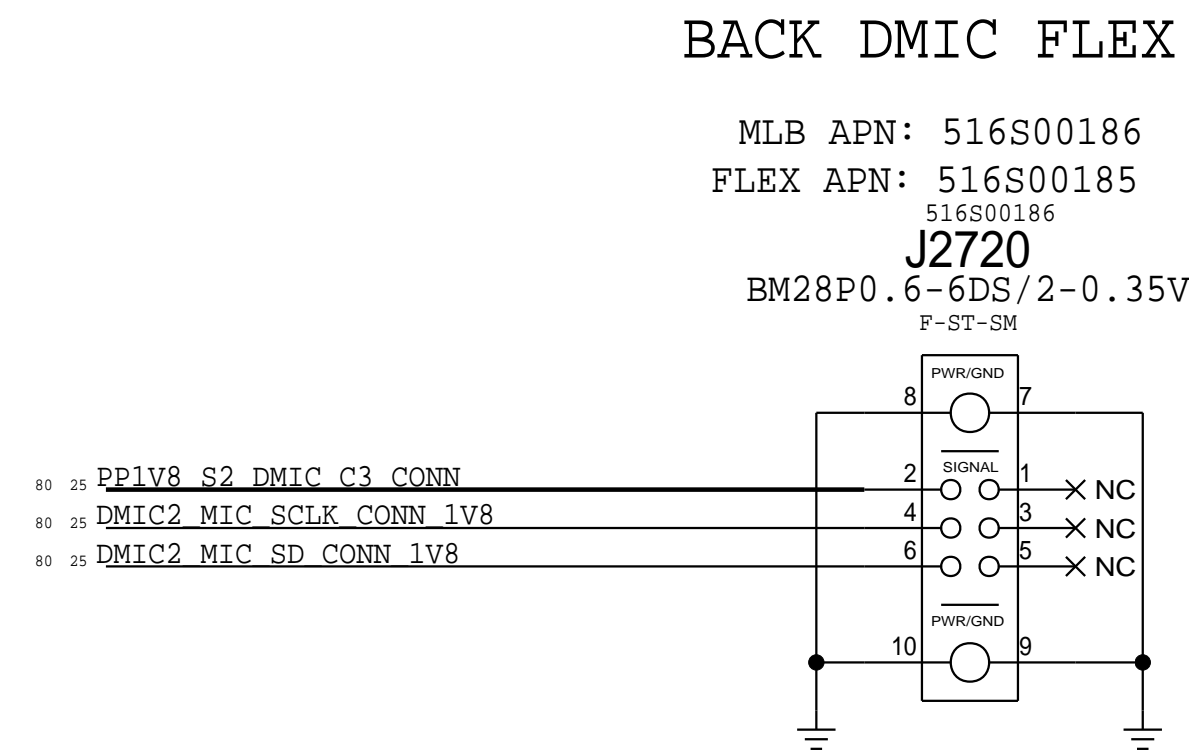 BACK DMIC FLEX
MLB APN: 516S00186
FLEX APN: 516S00185
516S00186
J2720
BM28P0.6-6DS/2-0.35V
F-ST-SM
PWR/GND
8 7
80 25 PP1V8_S2_DMIC_C3_CONN 2 SIGNAL 1 NC
80 25 DMIC2_MIC_SCLK_CONN_1V8 4 3 NC
80 25 DMIC2_MIC_SD_CONN_1V8 6 5 NC
PWR/GND
10 9